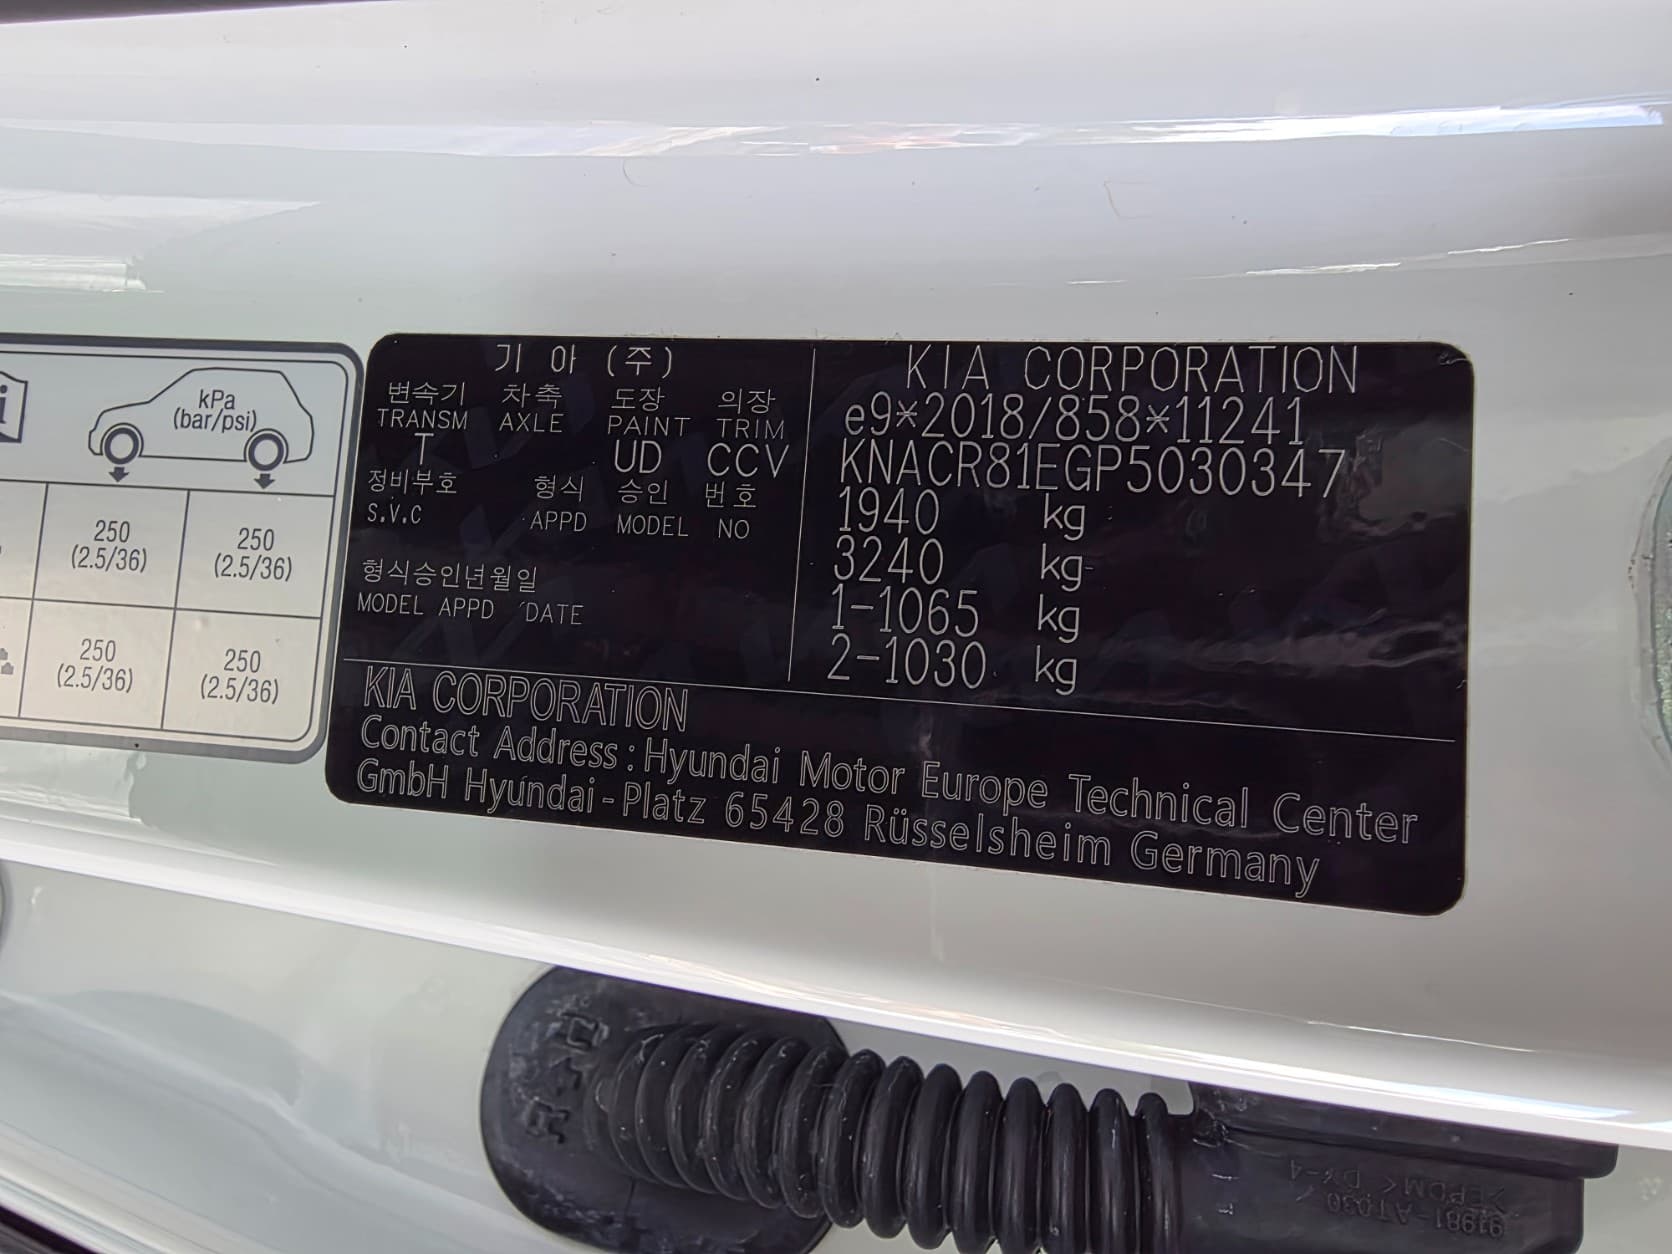 kPa
(bar/psi)
250
(2.5/36)
250
(2.5/36)
250
(2.5/36)
250
(2.5/36)
기 아 (주)
변속기 차축 도장 의장
TRANSM AXLE PAINT TRIM
T UD CCV
정비부호 형식 승인 번호
S.V.C APPD MODEL NO
형식승인년월일
MODEL APPD DATE
KIA CORPORATION
e9*2018/858*11241
KNACR81EGP5030347
1940 kg
3240 kg
1-1065 kg
2-1030 kg
KIA CORPORATION
Contact Address : Hyundai Motor Europe Technical Center
GmbH Hyundai-Platz 65428 Rüsselsheim Germany
91981-AT030
>EPDM<